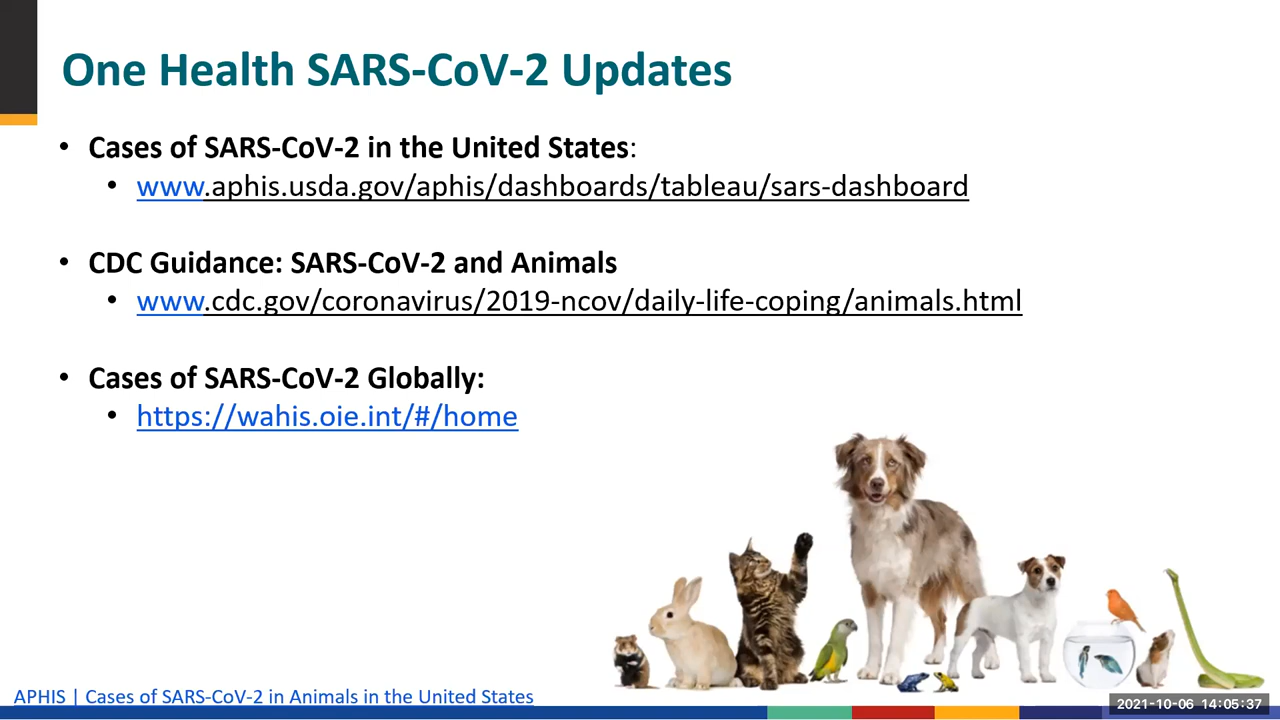 One Health SARS-CoV-2 Updates
• Cases of SARS-CoV-2 in the United States:
• www.aphis.usda.gov/aphis/dashboards/tableau/sars-dashboard
• CDC Guidance: SARS-CoV-2 and Animals
• www.cdc.gov/coronavirus/2019-ncov/daily-life-coping/animals.html
• Cases of SARS-CoV-2 Globally:
• https://wahis.oie.int/#/home
APHIS | Cases of SARS-CoV-2 in Animals in the United States
2021-10-06 14:05:37